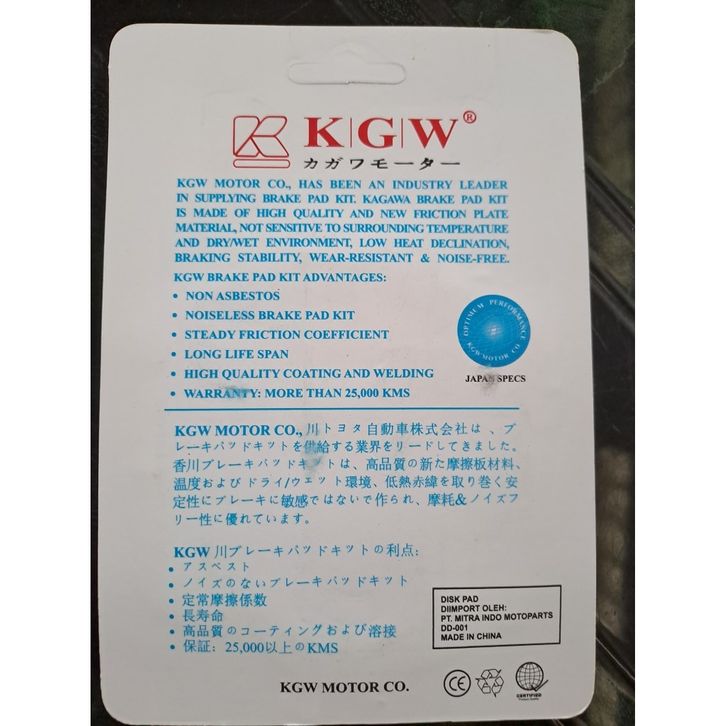 K|G|W®
カガワモーター
KGW MOTOR CO., HAS BEEN AN INDUSTRY LEADER
IN SUPPLYING BRAKE PAD KIT. KAGAWA BRAKE PAD KIT
IS MADE OF HIGH QUALITY AND NEW FRICTION PLATE
MATERIAL, NOT SENSITIVE TO SURROUNDING TEMPERATURE
AND DRY/WET ENVIRONMENT, LOW HEAT DECLINATION,
BRAKING STABILITY, WEAR-RESISTANT & NOISE-FREE.
KGW BRAKE PAD KIT ADVANTAGES:
• NON ASBESTOS
• NOISELESS BRAKE PAD KIT
• STEADY FRICTION COEFFICIENT
• LONG LIFE SPAN
• HIGH QUALITY COATING AND WELDING
• WARRANTY: MORE THAN 25,000 KMS
OPTIMUM PERFORMANCE
KGW MOTOR CO.
JAPAN SPECS
KGW MOTOR CO., 川トヨタ自動車株式会社は 、ブ
レーキパッドキットを供給する業界をリードしてきました。
香川ブレーキパッドキットは、高品質の新た摩擦板材料、
温度および ドライ/ウェット環境、低熱赤緯を取り巻く安
定性にブレーキに敏感ではないで作られ、摩耗&ノイズフ
リー性に優れています。
KGW 川ブレーキパッドキットの利点:
• アスベスト
• ノイズのないブレーキパッドキット
• 定常摩擦係数
• 長寿命
• 高品質のコーティングおよび溶接
• 保証: 25,000以上のKMS
DISK PAD
DIIMPORT OLEH:
PT. MITRA INDO MOTOPARTS
DD-001
MADE IN CHINA
KGW MOTOR CO.
CE
CERTIFIED